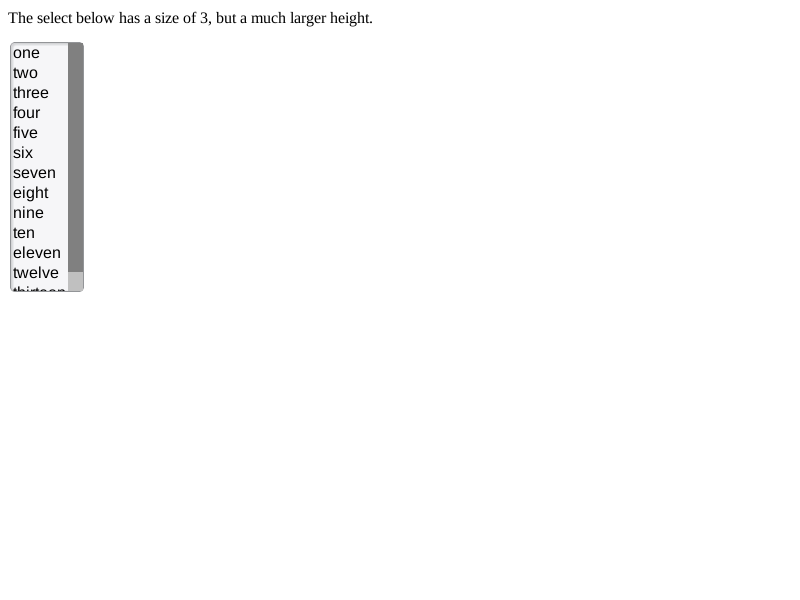 The select below has a size of 3, but a much larger height.
one
two
three
four
five
six
seven
eight
nine
ten
eleven
twelve
thirteen